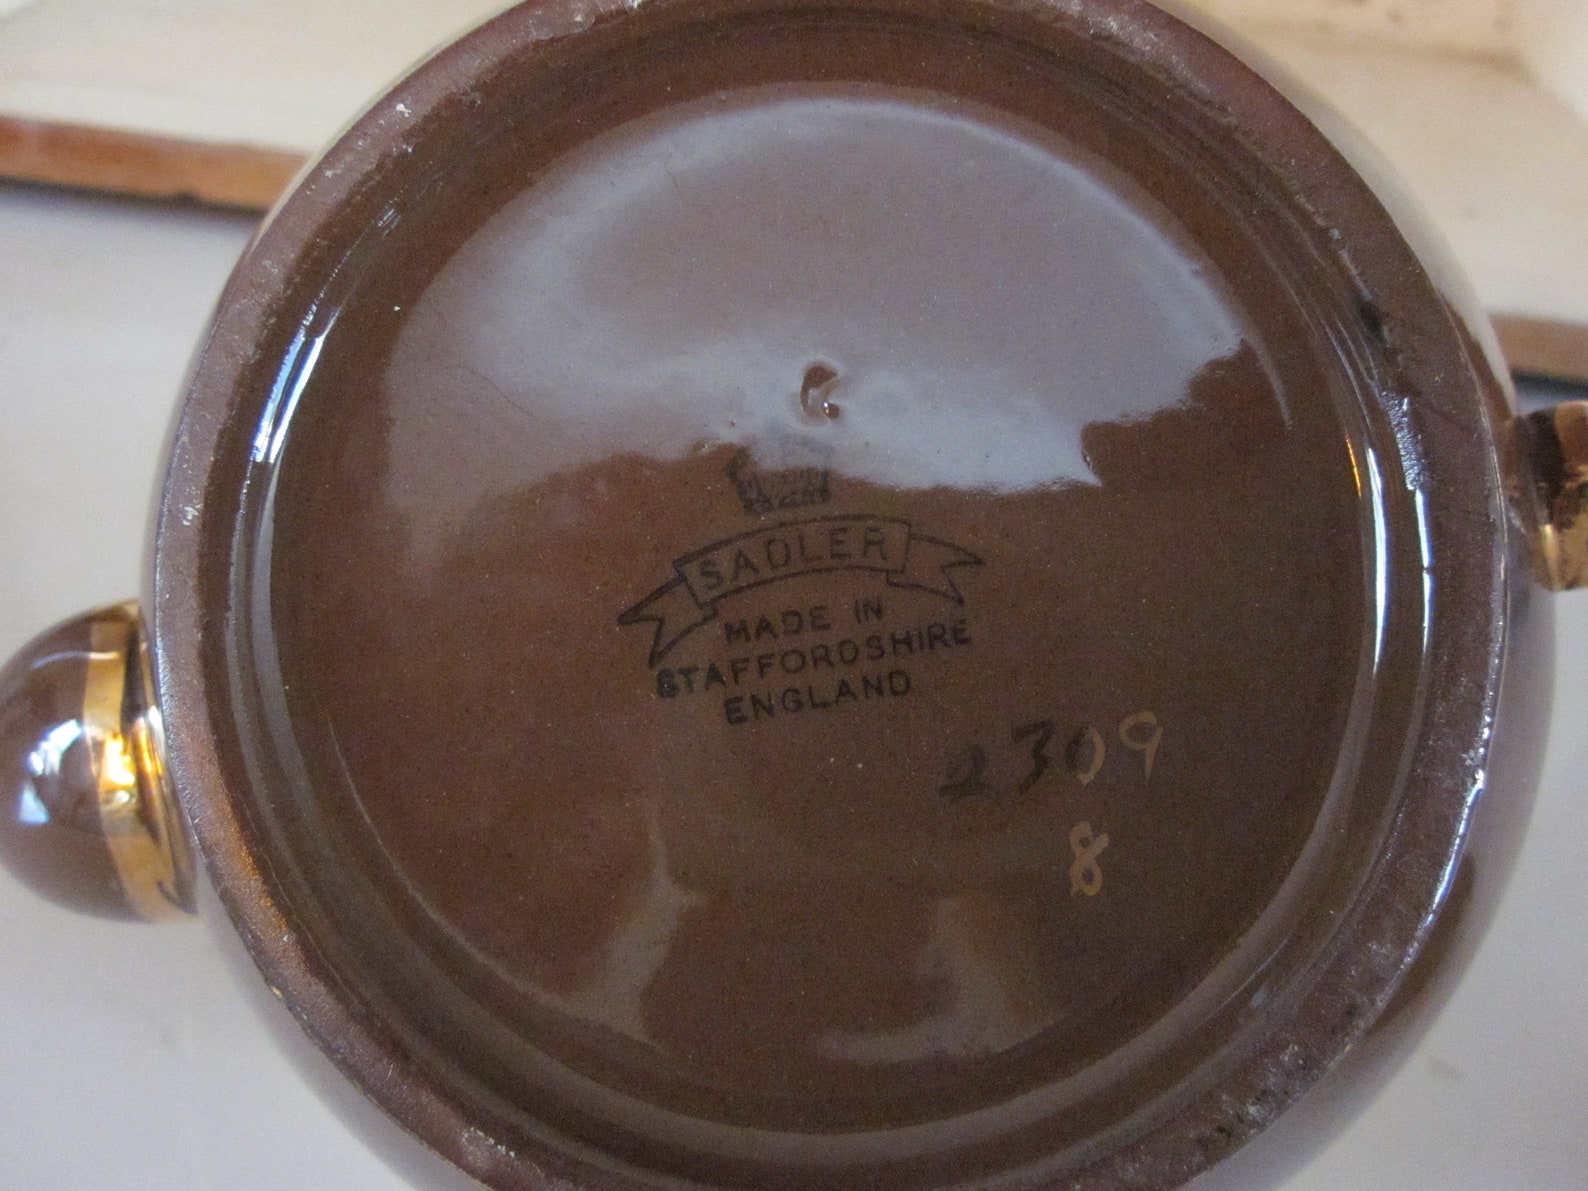 SADLER
MADE IN
STAFFORDSHIRE
ENGLAND
2309
8